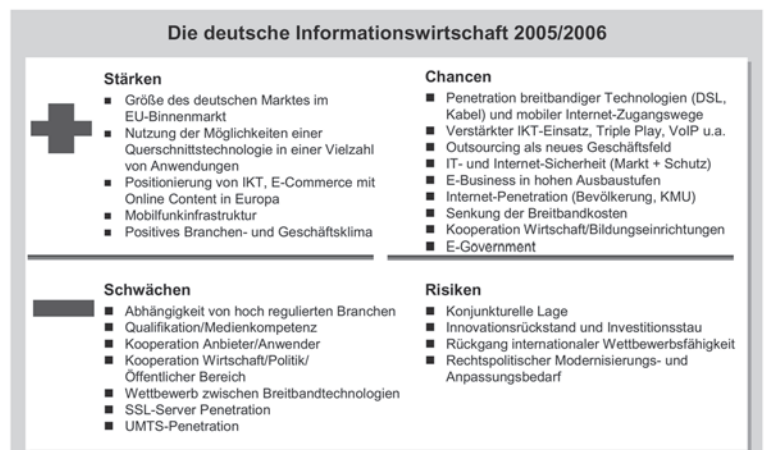 Die deutsche Informationswirtschaft 2005/2006
Stärken
■ Größe des deutschen Marktes im
EU-Binnenmarkt
■ Nutzung der Möglichkeiten einer
Querschnittstechnologie in einer Vielzahl
von Anwendungen
■ Positionierung von IKT, E-Commerce mit
Online Content in Europa
■ Mobilfunkinfrastruktur
■ Positives Branchen- und Geschäftsklima
Chancen
■ Penetration breitbandiger Technologien (DSL,
Kabel) und mobiler Internet-Zugangswege
■ Verstärkter IKT-Einsatz, Triple Play, VoIP u.a.
■ Outsourcing als neues Geschäftsfeld
■ IT- und Internet-Sicherheit (Markt + Schutz)
■ E-Business in hohen Ausbaustufen
■ Internet-Penetration (Bevölkerung, KMU)
■ Senkung der Breitbandkosten
■ Kooperation Wirtschaft/Bildungseinrichtungen
■ E-Government
Schwächen
■ Abhängigkeit von hoch regulierten Branchen
■ Qualifikation/Medienkompetenz
■ Kooperation Anbieter/Anwender
■ Kooperation Wirtschaft/Politik/
Öffentlicher Bereich
■ Wettbewerb zwischen Breitbandtechnologien
■ SSL-Server Penetration
■ UMTS-Penetration
Risiken
■ Konjunkturelle Lage
■ Innovationsrückstand und Investitionsstau
■ Rückgang internationaler Wettbewerbsfähigkeit
■ Rechtspolitischer Modernisierungs- und
Anpassungsbedarf